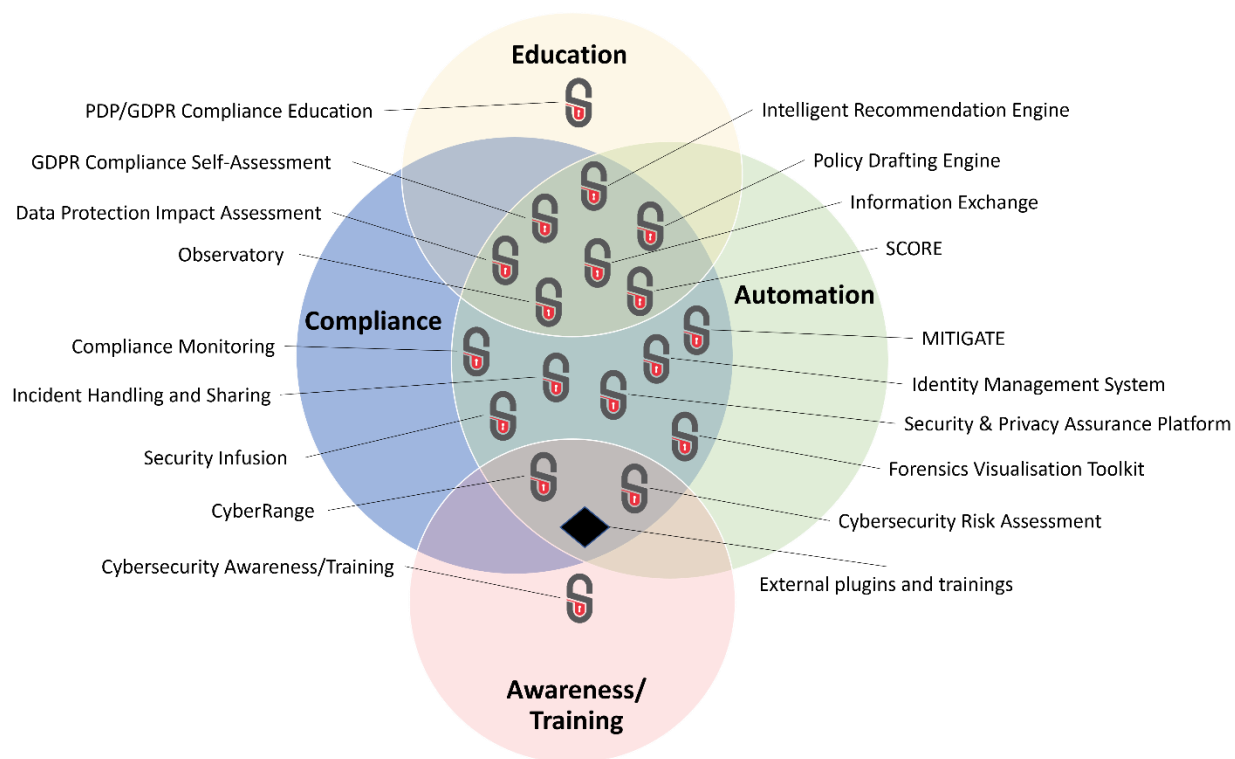 Education
PDP/GDPR Compliance Education
Intelligent Recommendation Engine
GDPR Compliance Self-Assessment
Policy Drafting Engine
Data Protection Impact Assessment
Information Exchange
Observatory
SCORE
Compliance
Automation
Compliance Monitoring
MITIGATE
Incident Handling and Sharing
Identity Management System
Security Infusion
Security & Privacy Assurance Platform
CyberRange
Forensics Visualisation Toolkit
Cybersecurity Awareness/Training
Cybersecurity Risk Assessment
External plugins and trainings
Awareness/
Training